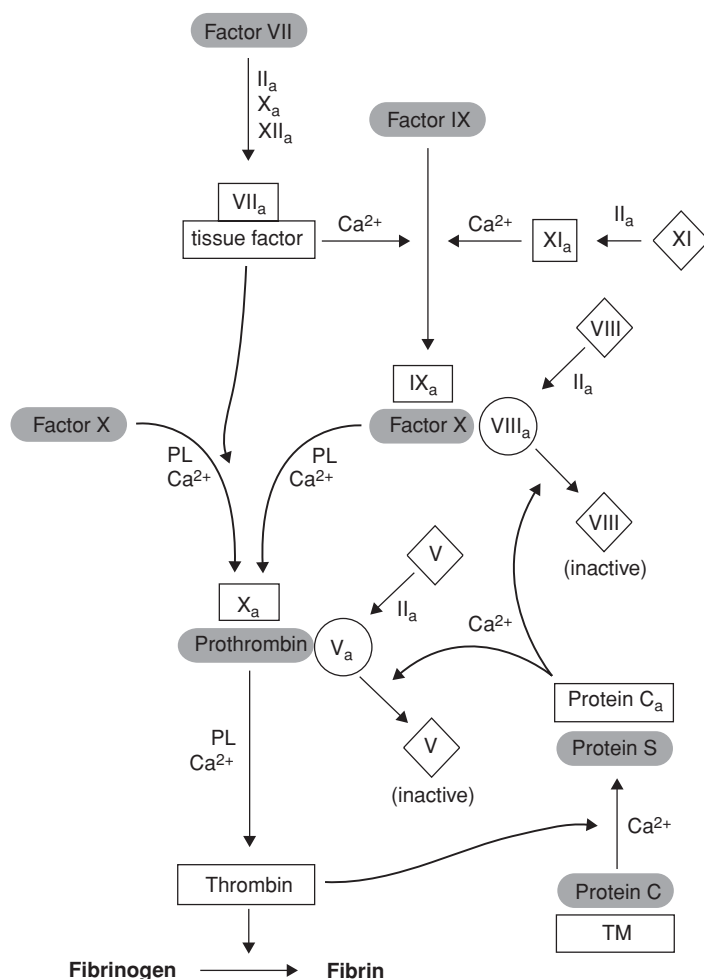 Factor VII
IIₐ
Xₐ
XIIₐ
Factor IX
VIIₐ
tissue factor
Ca²⁺
Ca²⁺
XIₐ
IIₐ
XI
VIII
IIₐ
IXₐ
Factor X
Factor X
VIIIₐ
PL
Ca²⁺
PL
Ca²⁺
VIII
(inactive)
V
IIₐ
Xₐ
Prothrombin
Vₐ
Ca²⁺
V
(inactive)
Protein Cₐ
Protein S
PL
Ca²⁺
Ca²⁺
Thrombin
Protein C
TM
Fibrinogen
Fibrin